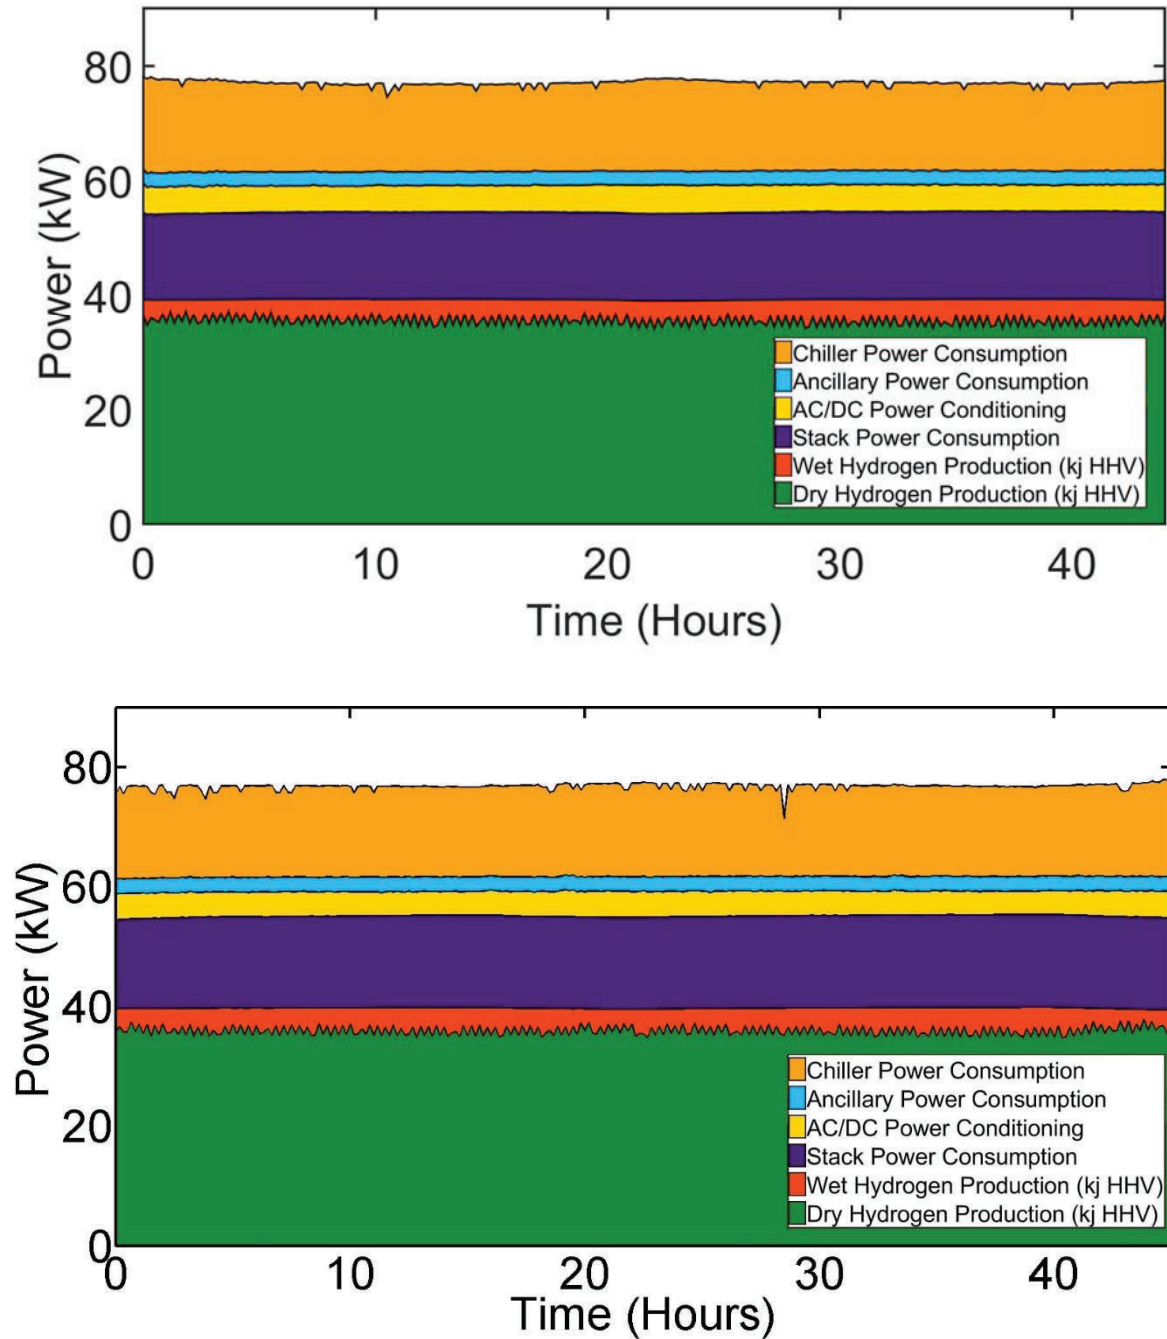 80
60
40
20
0
Power (kW)
Chiller Power Consumption
Ancillary Power Consumption
AC/DC Power Conditioning
Stack Power Consumption
Wet Hydrogen Production (kj HHV)
Dry Hydrogen Production (kj HHV)
0 10 20 30 40
Time (Hours)
80
60
40
20
0
Power (kW)
Chiller Power Consumption
Ancillary Power Consumption
AC/DC Power Conditioning
Stack Power Consumption
Wet Hydrogen Production (kj HHV)
Dry Hydrogen Production (kj HHV)
0 10 20 30 40
Time (Hours)